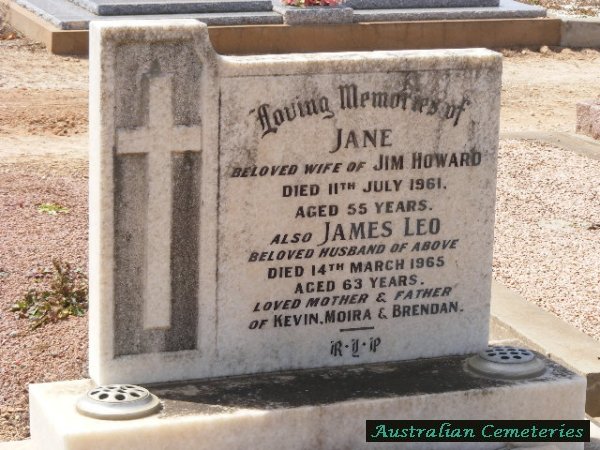 Loving Memories of
JANE
BELOVED WIFE OF JIM HOWARD
DIED 11TH JULY 1961.
AGED 55 YEARS.
ALSO JAMES LEO
BELOVED HUSBAND OF ABOVE
DIED 14TH MARCH 1965
AGED 63 YEARS.
LOVED MOTHER & FATHER
OF KEVIN, MOIRA & BRENDAN.
R·I·P
Australian Cemeteries